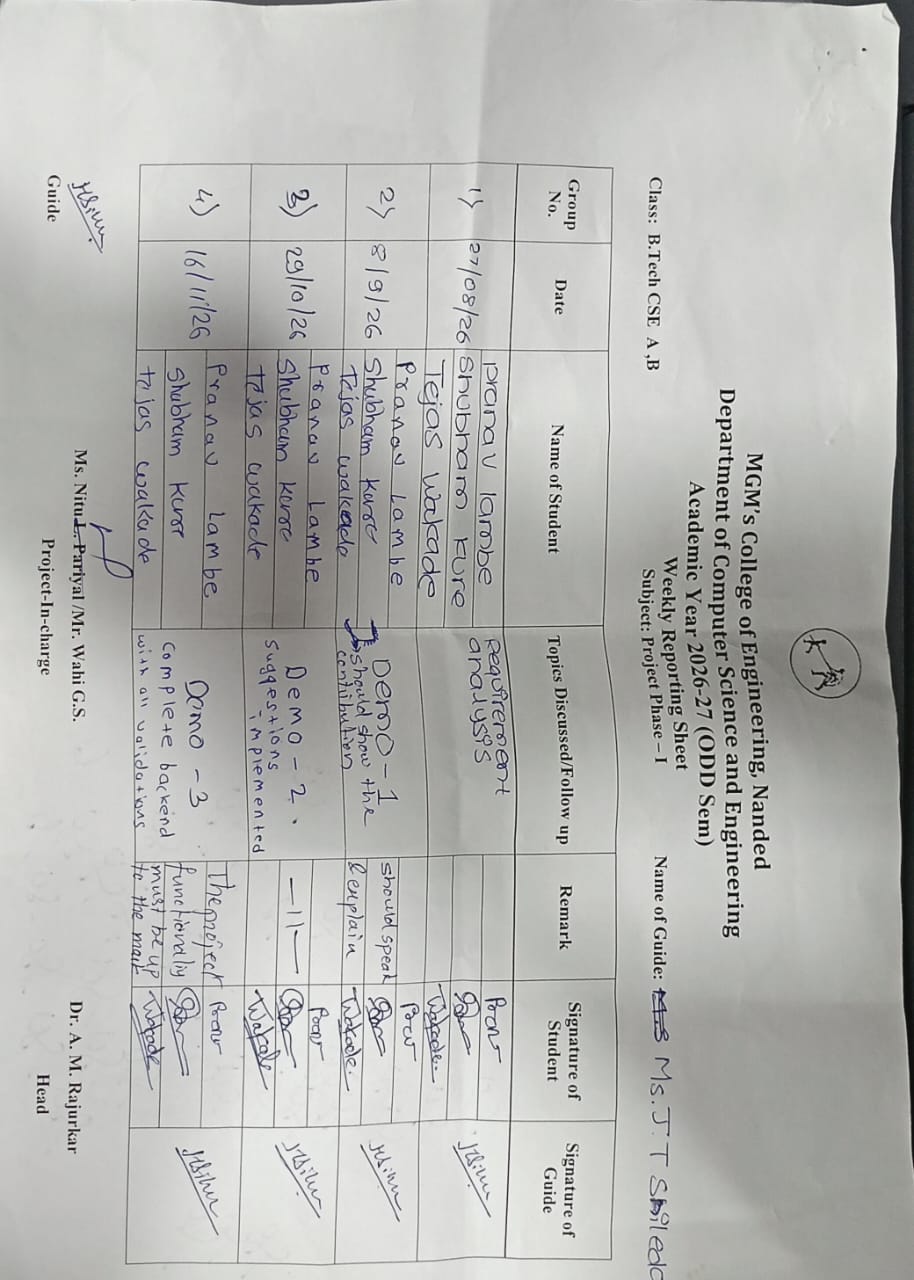 MGM's College of Engineering, Nanded
Department of Computer Science and Engineering
Academic Year 2026-27 (ODD Sem)
Weekly Reporting Sheet
Subject: Project Phase – I
Class: B.Tech CSE A ,B
Name of Guide: Ms. J. T
Group No.
Date
Name of Student
Topics Discussed/Follow up
Remark
Signature of Student
Signature of Guide
1) 27/08/26
Pranav lambe
Shubham Kure
Tejas Wakade
Requirement
analysis
2) 8/9/26
Pranav Lambe
Shubham Kure
Tejas Wakade
Demo - 1
should show the
contribution
should speak
& explain
3) 29/10/26
Pranav Lambe
Shubham Kure
Tejas Wakade
Demo - 2.
suggestions
implemented
-11-
4) 16/11/26
Pranav Lambe
Shubham Kure
Tejas Wakade
Demo - 3
Complete backend
with all validations
The project
functionality
must be up
to the mark
Guide
Ms. Nitu L. Pariyal /Mr. Wahi G.S.
Project-In-charge
Dr. A. M. Rajurkar
Head